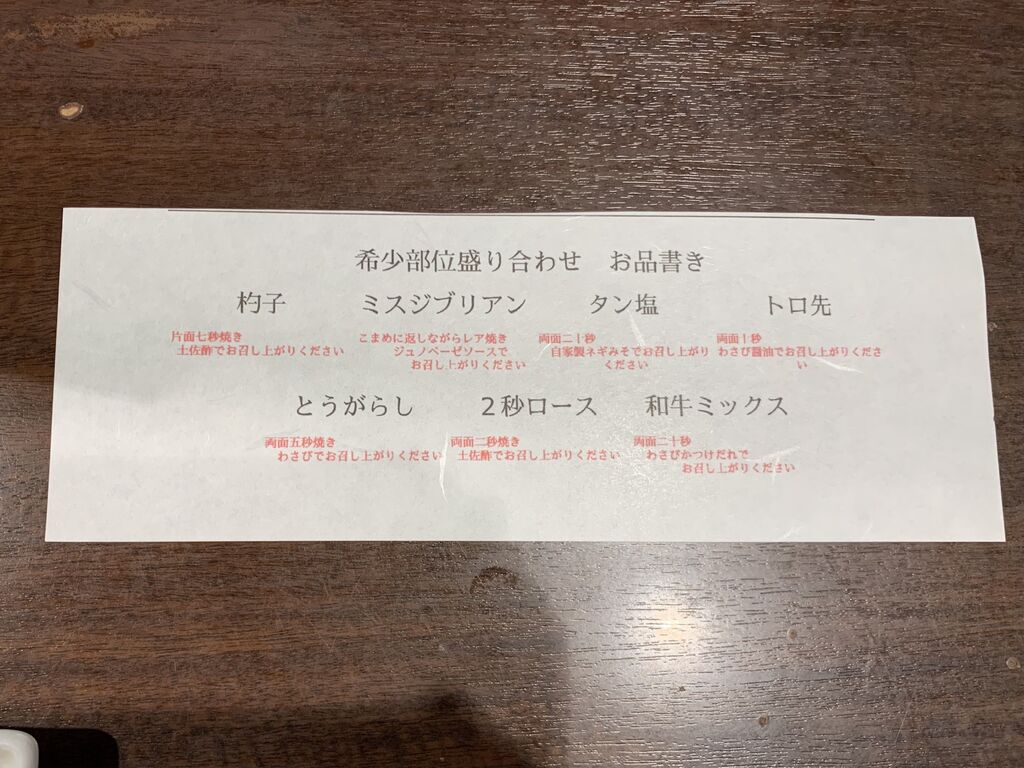 希少部位盛り合わせ　お品書き
杓子　ミスジブリアン　タン塩　トロ先
片面七秒焼き
土佐酢でお召し上がりください
こまめに返しながらレア焼き
ジュノベーゼソースで
お召し上がりください
両面二十秒
自家製ネギみそでお召し上がり
ください
両面十秒
わさび醤油でお召し上がりくださ
い
とうがらし　２秒ロース　和牛ミックス
両面五秒焼き
わさびでお召し上がりください
両面二秒焼き
土佐酢でお召し上がりください
両面二十秒
わさびかつけだれで
お召し上がりください